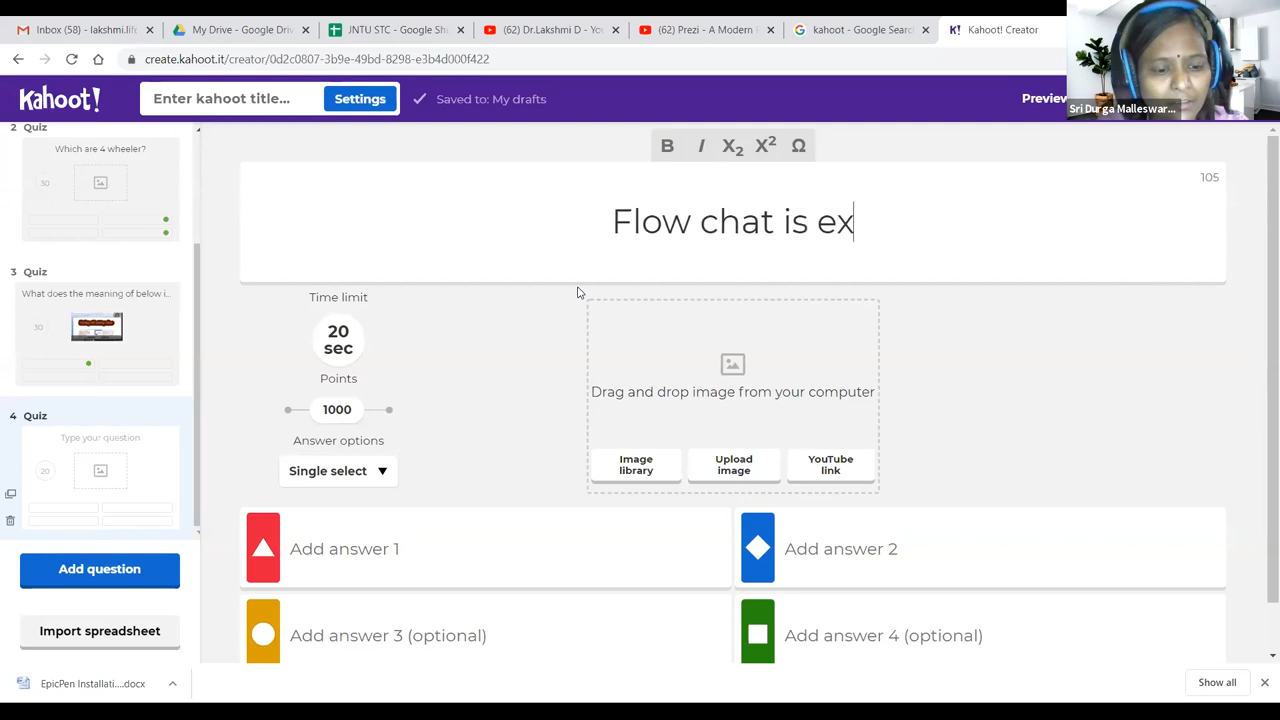 Inbox (58) - lakshmi.life
My Drive - Google Driv
JNTU STC - Google She
(62) Dr.Lakshmi D - You
(62) Prezi - A Modern P
kahoot - Google Search
Kahoot! Creator
create.kahoot.it/creator/0d2c0807-3b9e-49bd-8298-e3b4d000f422
Sri Durga Malleswar...
Kahoot!
Enter kahoot title...
Settings
Saved to: My drafts
Preview
2 Quiz
Which are 4 wheeler?
30
3 Quiz
What does the meaning of below i...
30
4 Quiz
Type your question
20
Add question
Import spreadsheet
B I X2 X2 Ω
105
Flow chat is ex
Time limit
20
sec
Points
1000
Answer options
Single select
Drag and drop image from your computer
Image library
Upload image
YouTube link
Add answer 1
Add answer 2
Add answer 3 (optional)
Add answer 4 (optional)
EpicPen Installati....docx
Show all